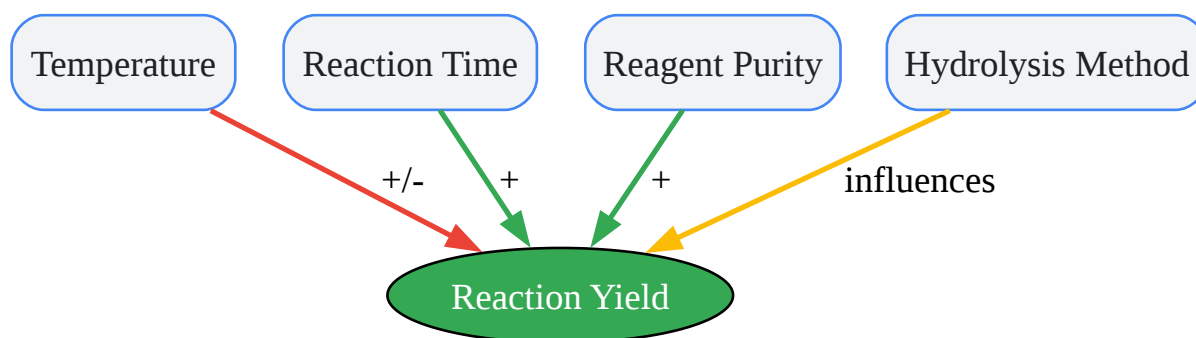 Temperature
Reaction Time
Reagent Purity
Hydrolysis Method
+/-
+
+
influences
Reaction Yield